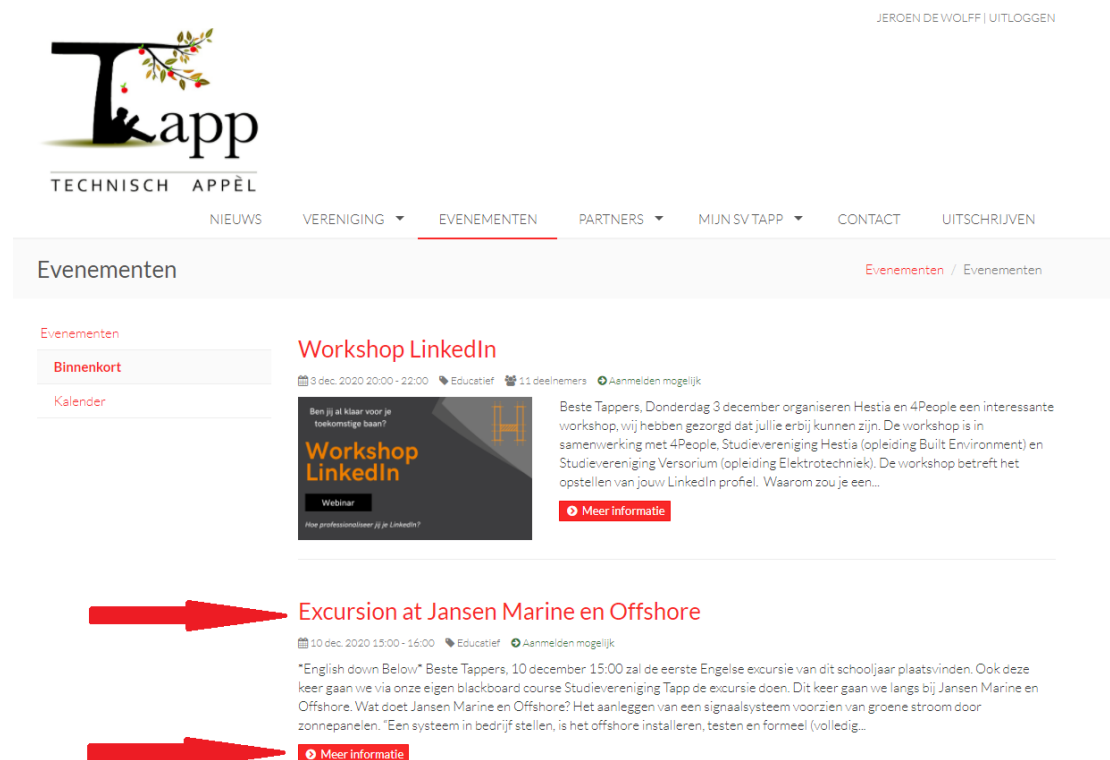 JEROEN DE WOLFF | UITLOGGEN
Tapp
TECHNISCH APPÈL
NIEUWS VERENIGING EVENEMENTEN PARTNERS MIJN SV TAPP CONTACT UITSCHRIJVEN
Evenementen
Evenementen / Evenementen
Evenementen
Binnenkort
Kalender
Workshop LinkedIn
3 dec. 2020 20:00 - 22:00 Educatief 11 deelnemers Aanmelden mogelijk
Ben jij al klaar voor je
toekomstige baan?
Workshop
LinkedIn
Webinar
Hoe professionaliseer jij je LinkedIn?
Beste Tappers, Donderdag 3 december organiseren Hestia en 4People een interessante
workshop, wij hebben gezorgd dat jullie erbij kunnen zijn. De workshop is in
samenwerking met 4People, Studievereniging Hestia (opleiding Built Environment) en
Studievereniging Versorium (opleiding Elektrotechniek). De workshop betreft het
opstellen van jouw LinkedIn profiel. Waarom zou je een...
Meer informatie
Excursion at Jansen Marine en Offshore
10 dec. 2020 15:00 - 16:00 Educatief Aanmelden mogelijk
*English down Below* Beste Tappers, 10 december 15:00 zal de eerste Engelse excursie van dit schooljaar plaatsvinden. Ook deze
keer gaan we via onze eigen blackboard course Studievereniging Tapp de excursie doen. Dit keer gaan we langs bij Jansen Marine en
Offshore. Wat doet Jansen Marine en Offshore? Het aanleggen van een signaalsysteem voorzien van groene stroom door
zonnepanelen. "Een systeem in bedrijf stellen, is het offshore installeren, testen en formeel (volledig...
Meer informatie